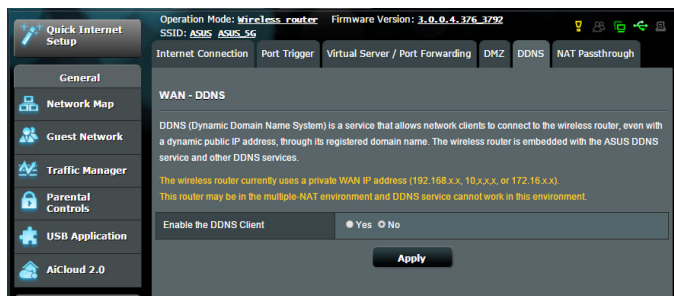 Quick Internet
Setup
Operation Mode: Wireless router Firmware Version: 3.0.0.4.376_3792
SSID: ASUS ASUS_5G
Internet Connection Port Trigger Virtual Server / Port Forwarding DMZ DDNS NAT Passthrough
General
Network Map
Guest Network
Traffic Manager
Parental
Controls
USB Application
AiCloud 2.0
WAN - DDNS
DDNS (Dynamic Domain Name System) is a service that allows network clients to connect to the wireless router, even with
a dynamic public IP address, through its registered domain name. The wireless router is embedded with the ASUS DDNS
service and other DDNS services.
The wireless router currently uses a private WAN IP address (192.168.x.x, 10,x,x,x, or 172.16.x.x).
This router may be in the multiple-NAT environment and DDNS service cannot work in this environment.
Enable the DDNS Client Yes No
Apply